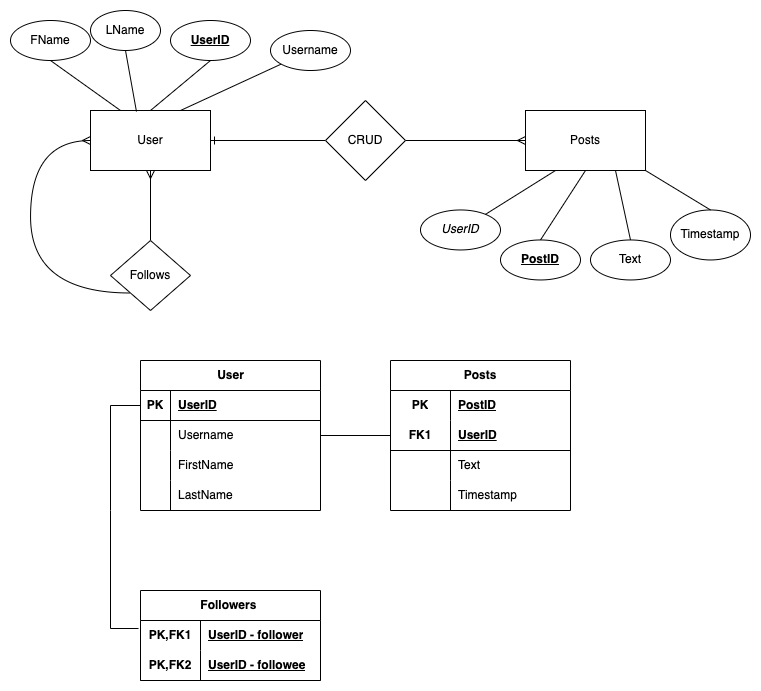 FName
LName
UserID
Username
User
CRUD
Posts
UserID
PostID
Text
Timestamp
Follows
User
PK UserID
Username
FirstName
LastName
Posts
PK PostID
FK1 UserID
Text
Timestamp
Followers
PK,FK1 UserID - follower
PK,FK2 UserID - followee